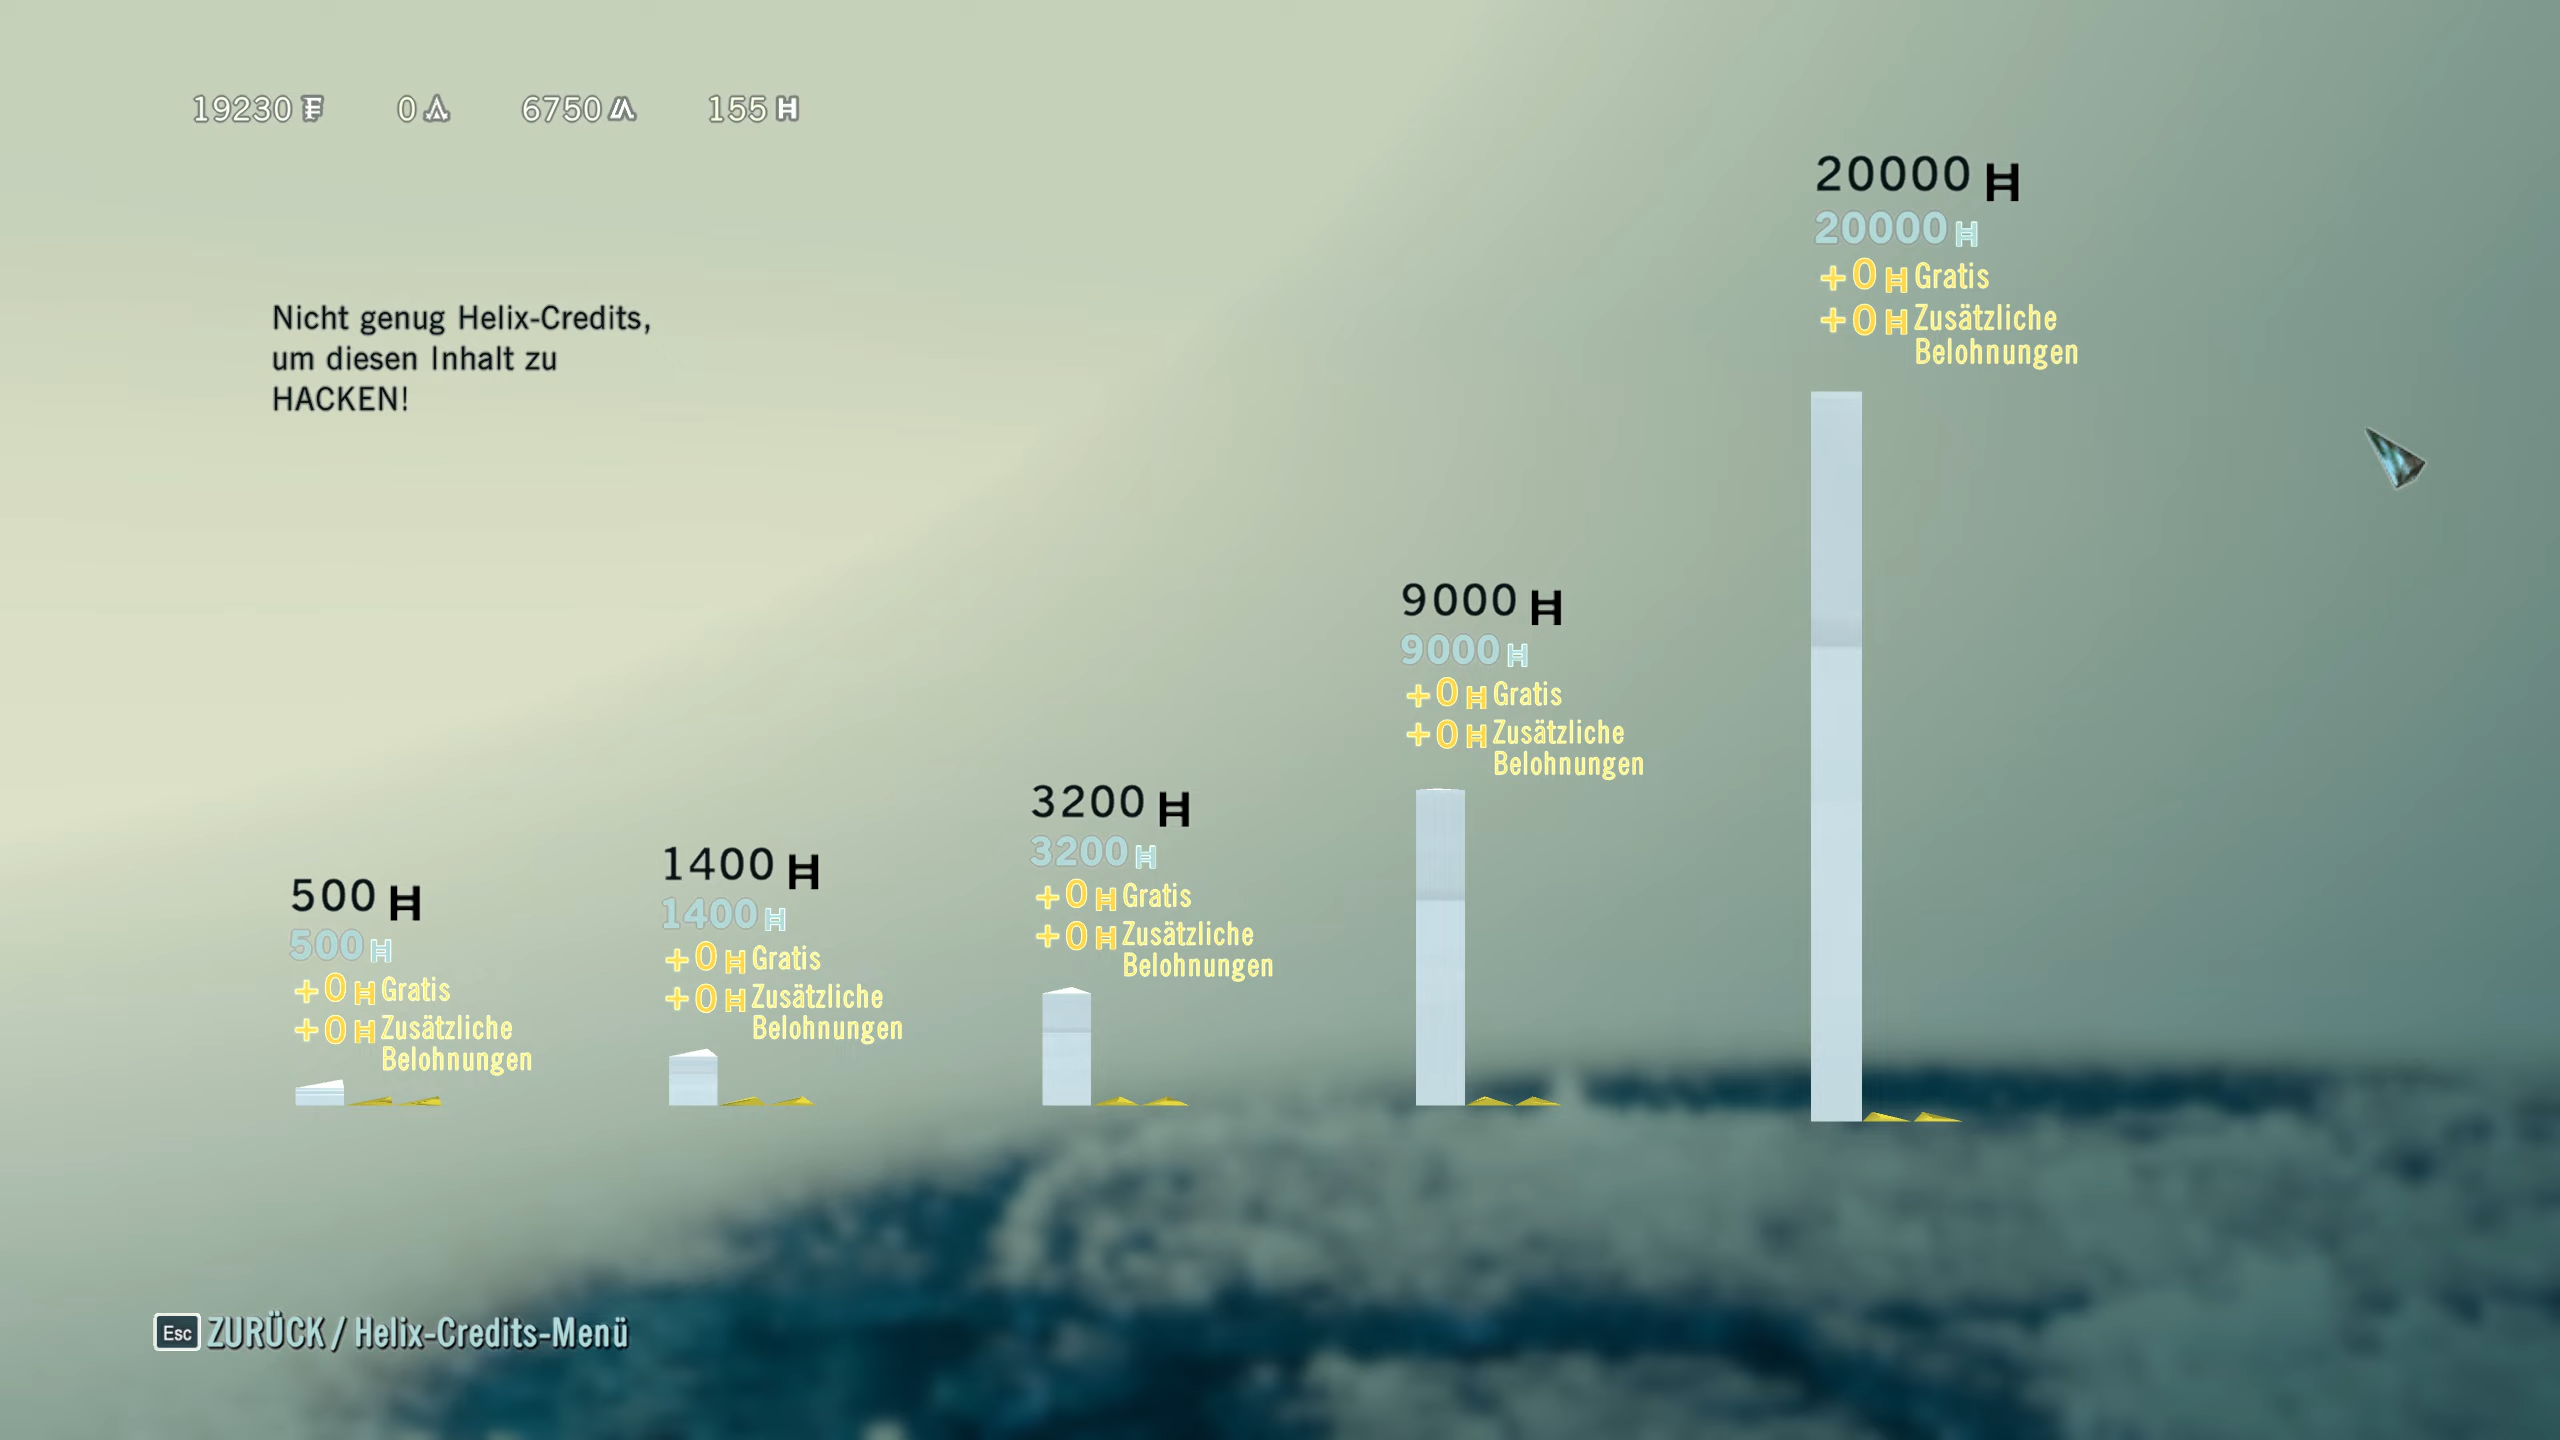 19230 0 6750 155 H
Nicht genug Helix-Credits,
um diesen Inhalt zu
HACKEN!
500 H
500 H
+0 H Gratis
+0 H Zusätzliche
Belohnungen
1400 H
1400 H
+0 H Gratis
+0 H Zusätzliche
Belohnungen
3200 H
3200 H
+0 H Gratis
+0 H Zusätzliche
Belohnungen
9000 H
9000 H
+0 H Gratis
+0 H Zusätzliche
Belohnungen
20000 H
20000 H
+0 H Gratis
+0 H Zusätzliche
Belohnungen
Esc ZURÜCK / Helix-Credits-Menü